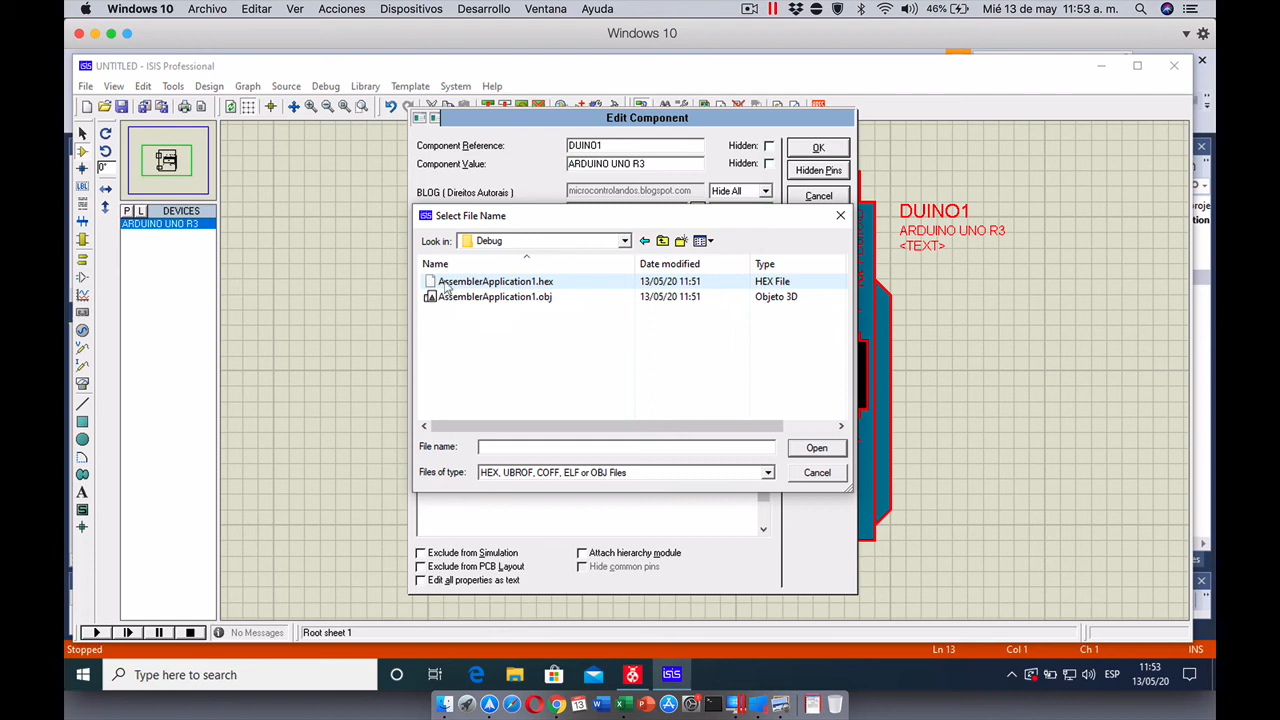 Windows 10 Archivo Editar Ver Acciones Dispositivos Desarrollo Ventana Ayuda 46% Mié 13 de may 11:53 a. m.
Windows 10
UNTITLED - ISIS Professional
File View Edit Tools Design Graph Source Debug Library Template System Help
Edit Component
Component Reference: DUINO1 Hidden: OK
Component Value: ARDUINO UNO R3 Hidden: Hidden Pins
BLOG ( Direitos Autorais ) microcontrolandos.blogspot.com Hide All Cancel
0°
LBL
P L DEVICES
ARDUINO UNO R3
Select File Name
Look in: Debug
Name Date modified Type
AssemblerApplication1.hex 13/05/20 11:51 HEX File
AssemblerApplication1.obj 13/05/20 11:51 Objeto 3D
File name: Open
Files of type: HEX, UBROF, COFF, ELF or OBJ Files Cancel
DUINO1
ARDUINO UNO R3
<TEXT>
Exclude from Simulation Attach hierarchy module
Exclude from PCB Layout Hide common pins
Edit all properties as text
No Messages Root sheet 1
Stopped Ln 13 Col 1 Ch 1 INS
Type here to search ISIS ESP 11:53
13/05/20